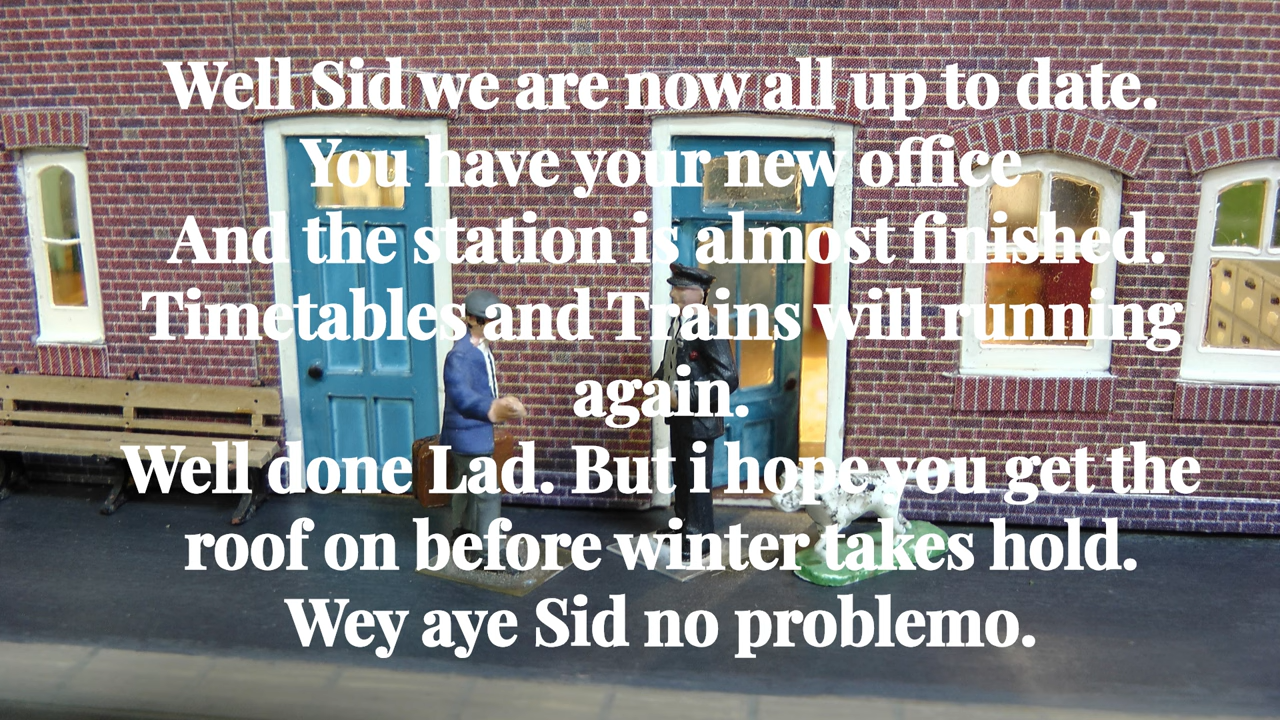 Well Sid we are now all up to date.
You have your new office
And the station is almost finished.
Timetables and Trains will running
again.
Well done Lad. But i hope you get the
roof on before winter takes hold.
Wey aye Sid no problemo.